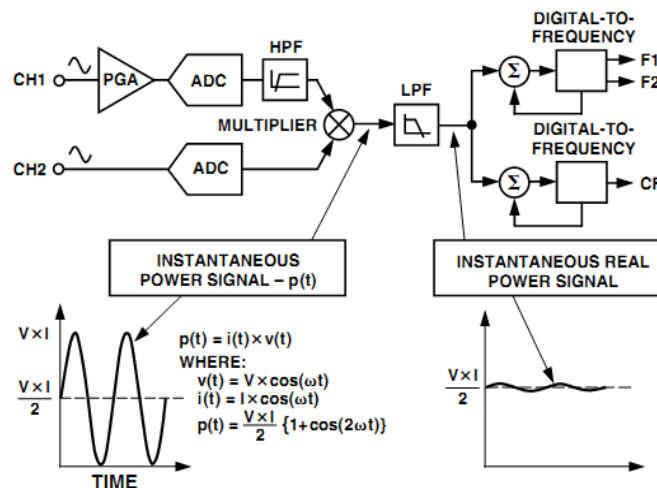 DIGITAL-TO-
FREQUENCY
HPF
CH1
PGA
ADC
F1
F2
LPF
MULTIPLIER
DIGITAL-TO-
FREQUENCY
CH2
ADC
Σ
Σ
INSTANTANEOUS
POWER SIGNAL – p(t)
INSTANTANEOUS REAL
POWER SIGNAL
V × I
p(t) = i(t) × v(t)
WHERE:
v(t) = V × cos(ωt)
i(t) = I × cos(ωt)
p(t) = V × I / 2 {1+cos(2ωt)}
V × I
2
TIME
V × I
2